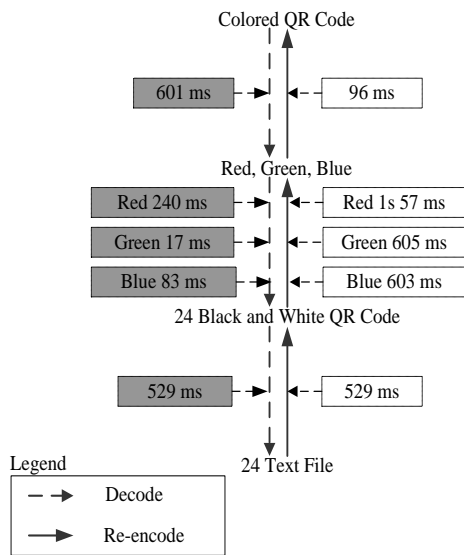 Colored QR Code
601 ms 96 ms
Red, Green, Blue
Red 240 ms Red 1s 57 ms
Green 17 ms Green 605 ms
Blue 83 ms Blue 603 ms
24 Black and White QR Code
529 ms 529 ms
24 Text File
Legend
Decode
Re-encode